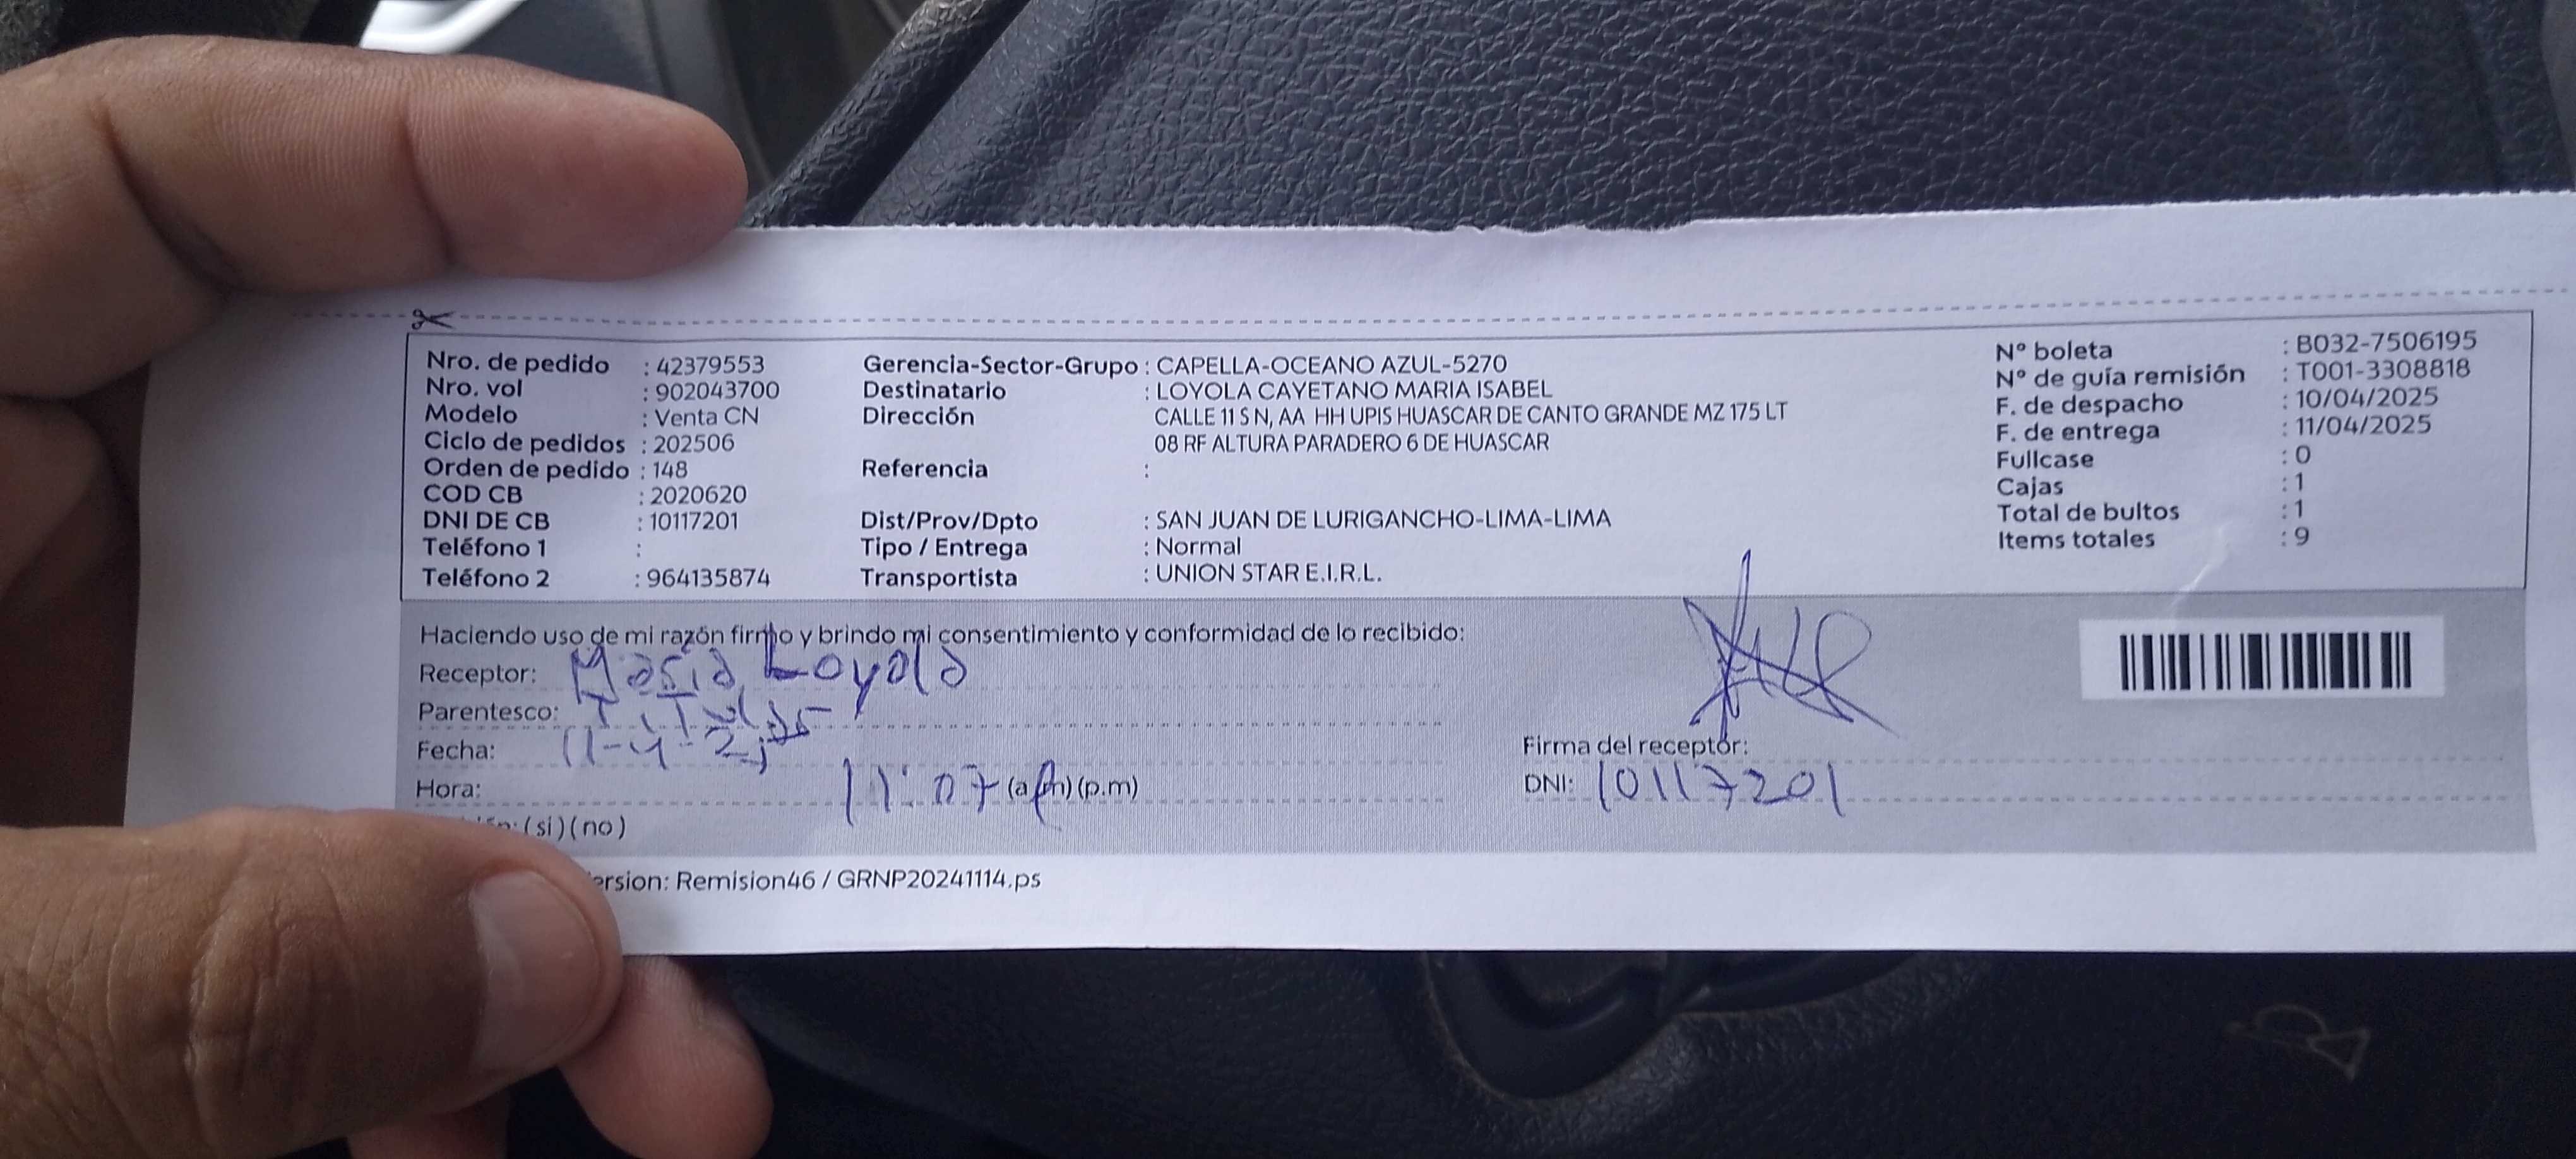 Nro. de pedido : 42379553
Nro. vol : 902043700
Modelo : Venta CN
Ciclo de pedidos : 202506
Orden de pedido : 148
COD CB : 2020620
DNI DE CB : 10117201
Teléfono 1 :
Teléfono 2 : 964135874
Gerencia-Sector-Grupo : CAPELLA-OCEANO AZUL-5270
Destinatario : LOYOLA CAYETANO MARIA ISABEL
Dirección CALLE 11 S N, AA HH UPIS HUASCAR DE CANTO GRANDE MZ 175 LT
08 RF ALTURA PARADERO 6 DE HUASCAR
Referencia :
Dist/Prov/Dpto : SAN JUAN DE LURIGANCHO-LIMA-LIMA
Tipo / Entrega : Normal
Transportista : UNION STAR E.I.R.L.
N° boleta : B032-7506195
N° de guía remisión : T001-3308818
F. de despacho : 10/04/2025
F. de entrega : 11/04/2025
Fullcase : 0
Cajas : 1
Total de bultos : 1
Items totales : 9
Haciendo uso de mi razón firmo y brindo mi consentimiento y conformidad de lo recibido:
Receptor: Maria Loyola
Parentesco: Titular
Fecha: 11-4-25
Hora: 11:07 (a.m) (p.m)
(si) (no)
Firma del receptor:
DNI: 10117201
ersion: Remision46 / GRNP20241114.ps